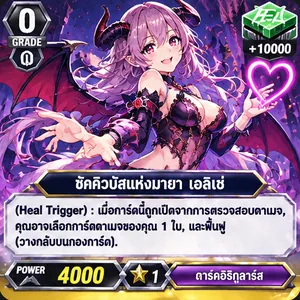 0
GRADE
HEAL
+10000
ซัคคิวบัสแห่งมายา เอลิเช่
(Heal Trigger) : เมื่อการ์ดนี้ถูกเปิดจากการตรวจสอบดาเมจ,
คุณอาจเลือกการ์ดดาเมจของคุณ 1 ใบ, และฟื้นฟู
(วางกลับบนกองการ์ด).
POWER 4000 1 ดาร์คอิริกูลาร์ส